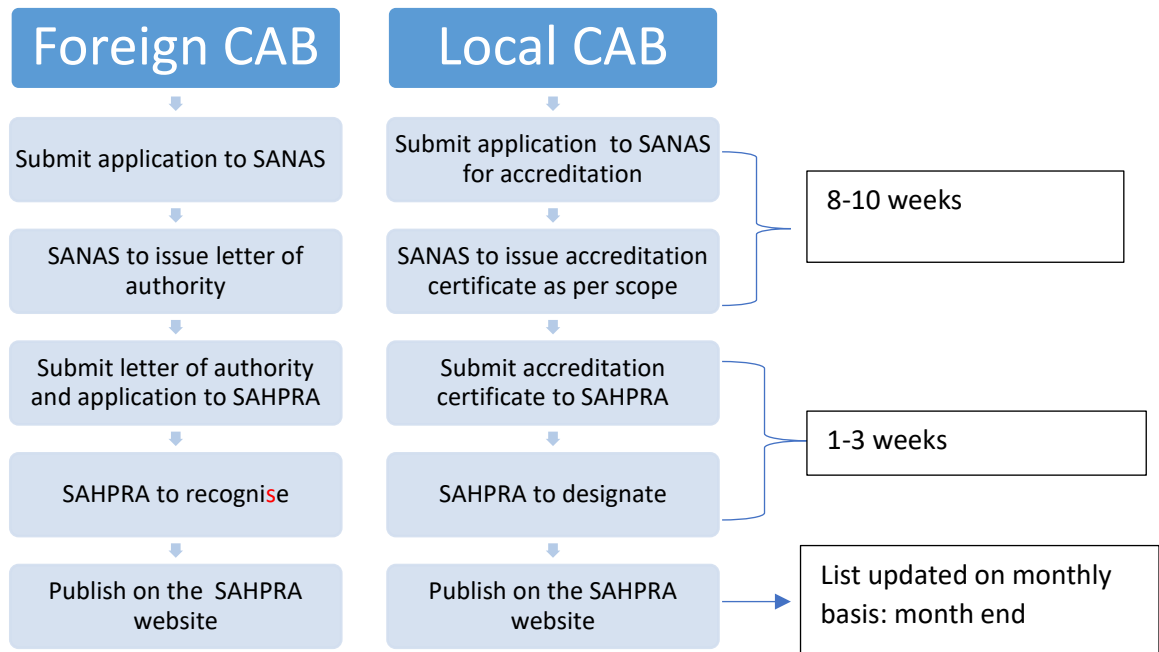 Foreign CAB
Submit application to SANAS
SANAS to issue letter of
authority
Submit letter of authority
and application to SAHPRA
SAHPRA to recognise
Publish on the SAHPRA
website
Local CAB
Submit application to SANAS
for accreditation
SANAS to issue accreditation
certificate as per scope
Submit accreditation
certificate to SAHPRA
SAHPRA to designate
Publish on the SAHPRA
website
8-10 weeks
1-3 weeks
List updated on monthly
basis: month end